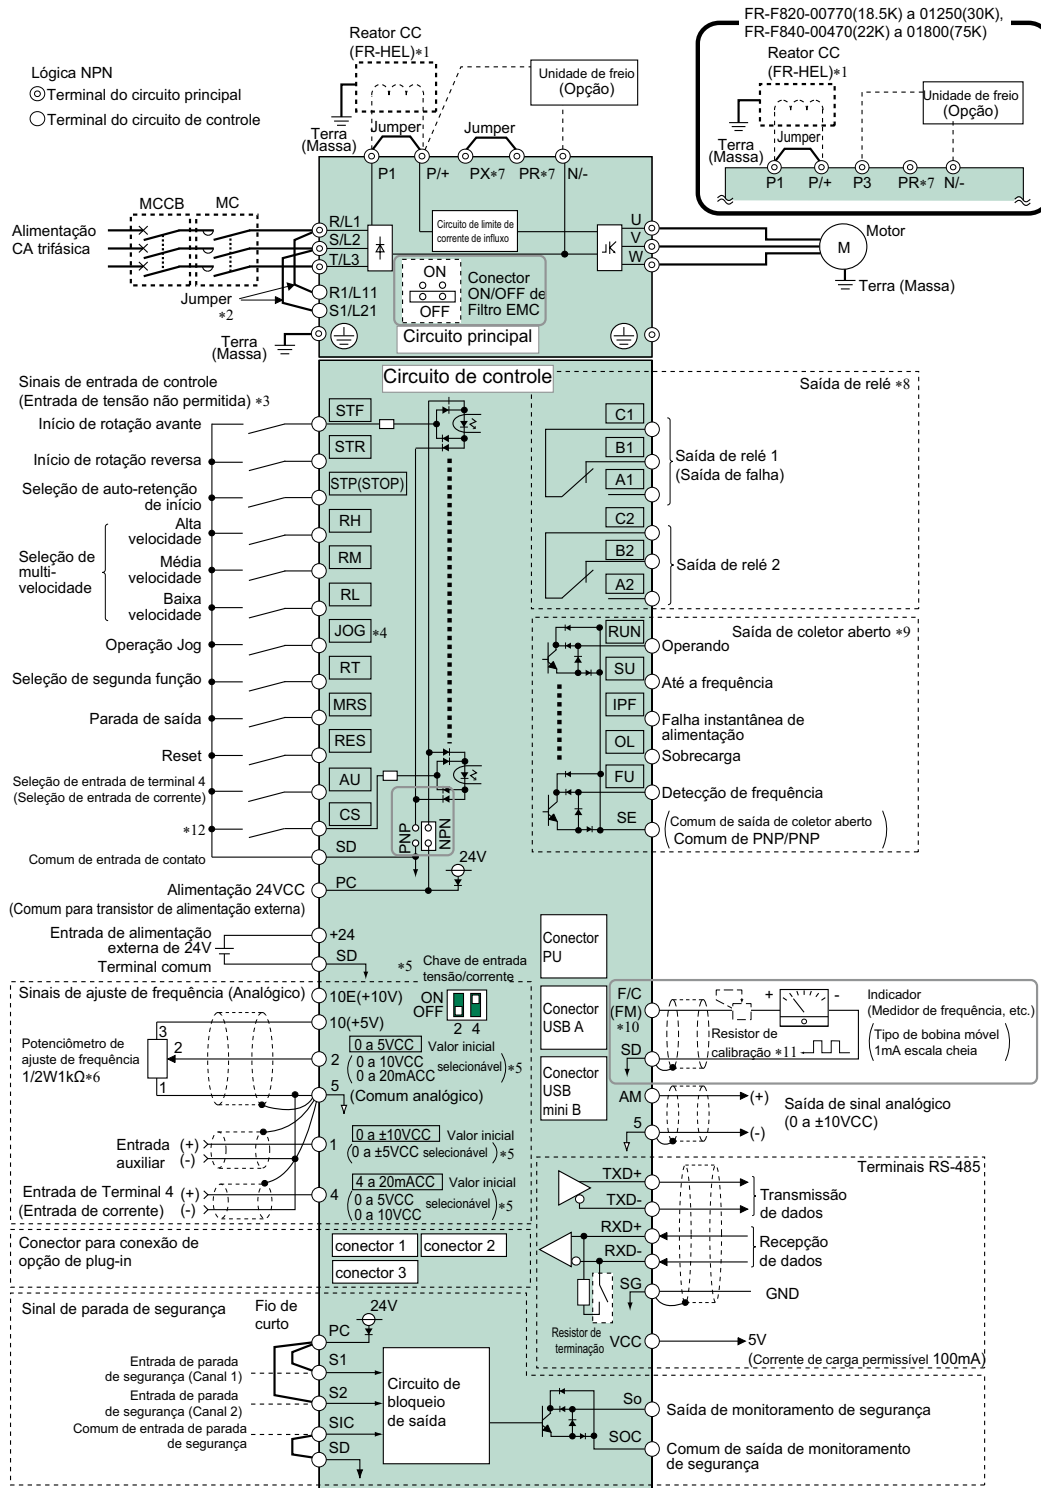 FR-F820-00770(18.5K) a 01250(30K),
FR-F840-00470(22K) a 01800(75K)
Reator CC
(FR-HEL)*1
Unidade de freio
(Opção)
Terra
(Massa)
Jumper
P1
P/+
P3
PR*7
N/-
Lógica NPN
Terminal do circuito principal
Terminal do circuito de controle
Reator CC
(FR-HEL)*1
Unidade de freio
(Opção)
Terra
(Massa)
Jumper
Jumper
P1
P/+
PX*7
PR*7
N/-
MCCB
MC
Alimentação
CA trifásica
R/L1
S/L2
T/L3
R1/L11
S1/L21
Jumper
*2
Terra
(Massa)
Circuito de limite de
corrente de influxo
ON
OFF
Conector
ON/OFF de
Filtro EMC
Circuito principal
U
V
W
M
Motor
Terra (Massa)
Circuito de controle
Sinais de entrada de controle
(Entrada de tensão não permitida) *3
Início de rotação avante
STF
Início de rotação reversa
STR
Seleção de auto-retenção
de início
STP(STOP)
Seleção de
multi-
velocidade
Alta
velocidade
RH
Média
velocidade
RM
Baixa
velocidade
RL
Operação Jog
JOG *4
Seleção de segunda função
RT
Parada de saída
MRS
Reset
RES
Seleção de entrada de terminal 4
(Seleção de entrada de corrente)
AU
*12
CS
Comum de entrada de contato
SD
PNP
NPN
24V
Alimentação 24VCC
(Comum para transistor de alimentação externa)
PC
Entrada de alimentação
externa de 24V
+24
Terminal comum
SD
Saída de relé *8
C1
B1
A1
Saída de relé 1
(Saída de falha)
C2
B2
A2
Saída de relé 2
Saída de coletor aberto *9
RUN
Operando
SU
Até a frequência
IPF
Falha instantânea de
alimentação
OL
Sobrecarga
FU
Detecção de frequência
SE
(Comum de saída de coletor aberto
Comum de PNP/PNP)
*5
Chave de entrada
tensão/corrente
ON
OFF
2 4
Sinais de ajuste de frequência (Analógico)
10E(+10V)
10(+5V)
Potenciômetro de
ajuste de frequência
1/2W1kΩ*6
3
2
1
2
0 a 5VCC Valor inicial
(0 a 10VCC
0 a 20mACC selecionável)*5
5
(Comum analógico)
Entrada
auxiliar
(+)
(-)
1
0 a ±10VCC Valor inicial
(0 a ±5VCC selecionável)*5
Entrada de Terminal 4
(Entrada de corrente)
(+)
(-)
4
4 a 20mACC Valor inicial
(0 a 5VCC
0 a 10VCC selecionável)*5
Conector
PU
Conector
USB A
Conector
USB
mini B
F/C
(FM)
*10
SD
+
-
Indicador
(Medidor de frequência, etc.)
Resistor de
calibração *11
(Tipo de bobina móvel
1mA escala cheia)
AM
5
(+)
(-)
Saída de sinal analógico
(0 a ±10VCC)
Terminais RS-485
TXD+
TXD-
Transmissão
de dados
RXD+
RXD-
Recepção
de dados
SG
GND
Resistor de
terminação
VCC
5V
(Corrente de carga permissível 100mA)
Conector para conexão de
opção de plug-in
conector 1
conector 2
conector 3
Sinal de parada de segurança
Fio de
curto
24V
PC
Entrada de parada
de segurança (Canal 1)
S1
Entrada de parada
de segurança (Canal 2)
S2
Comum de entrada de parada
de segurança
SIC
SD
Circuito de
bloqueio
de saída
So
Saída de monitoramento de segurança
SOC
Comum de saída de monitoramento
de segurança